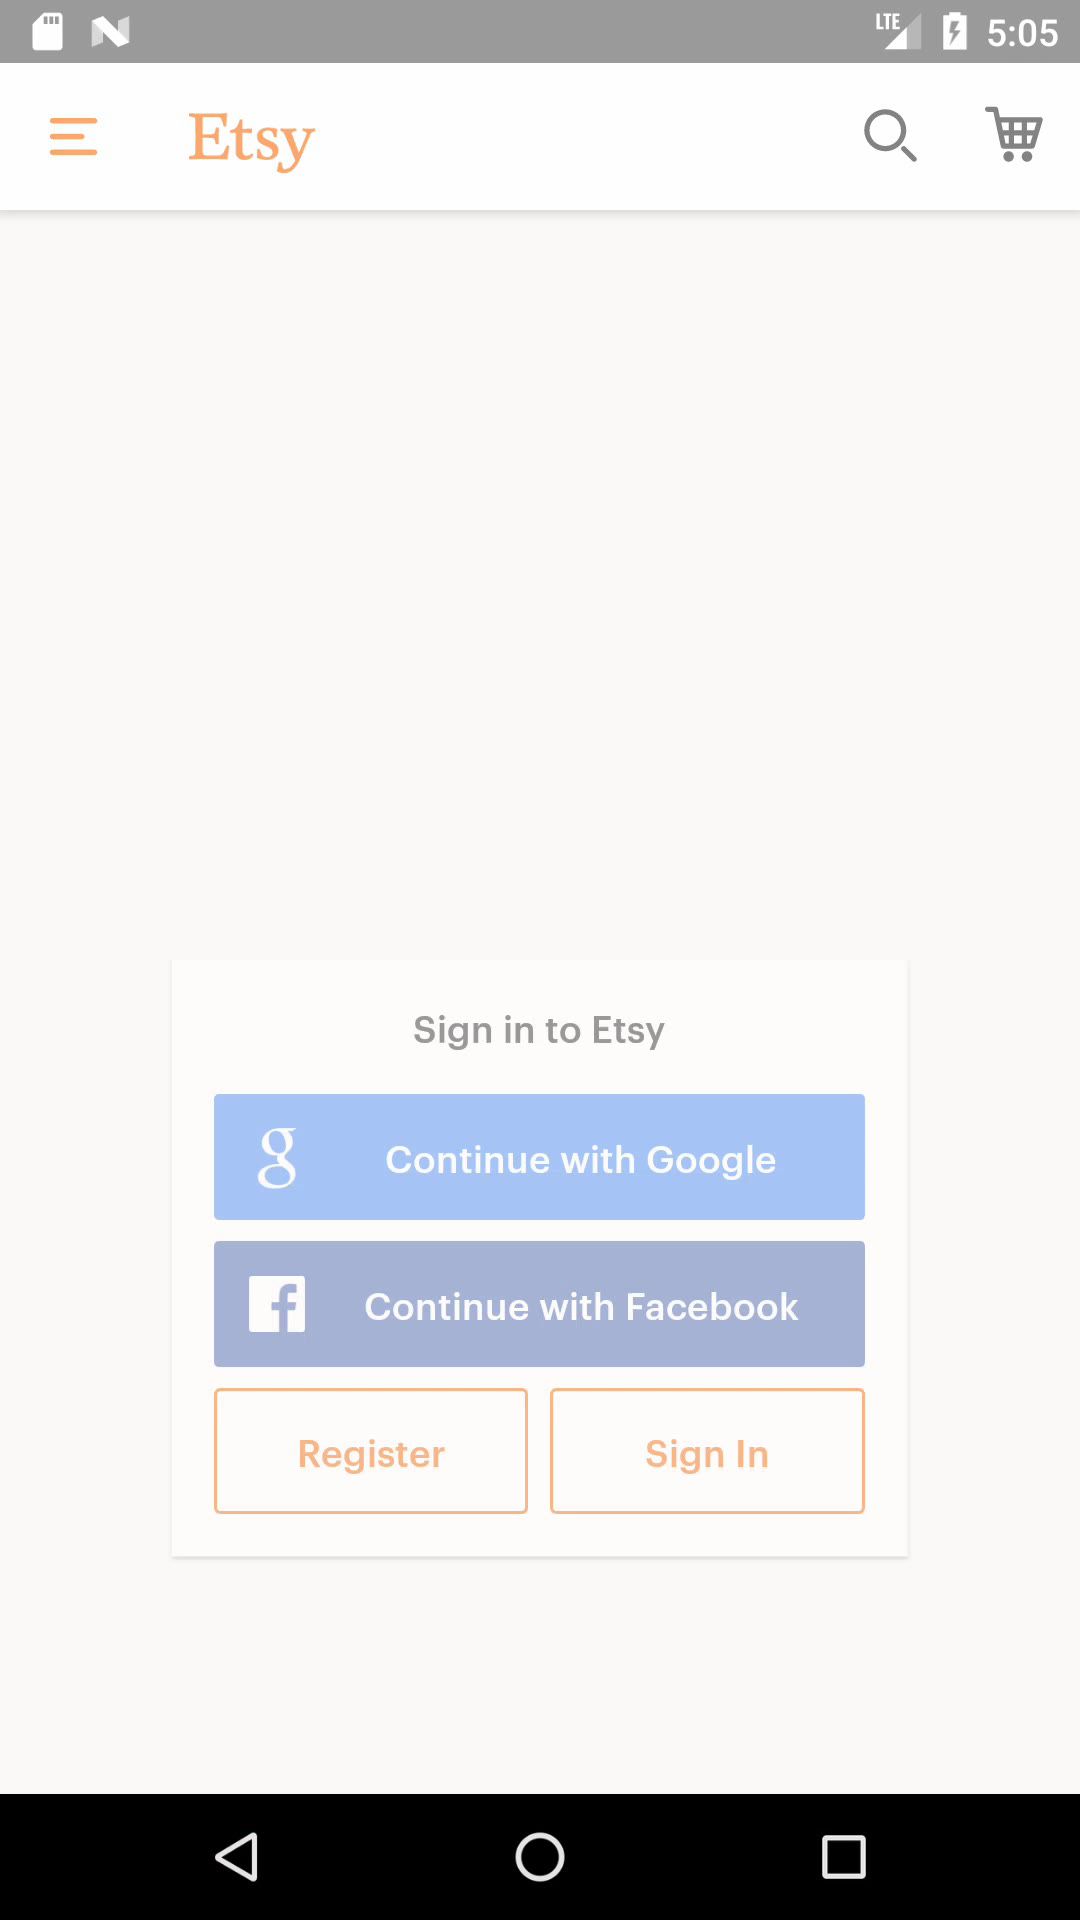 LTE 5:05
Etsy
Sign in to Etsy
Continue with Google
Continue with Facebook
Register Sign In